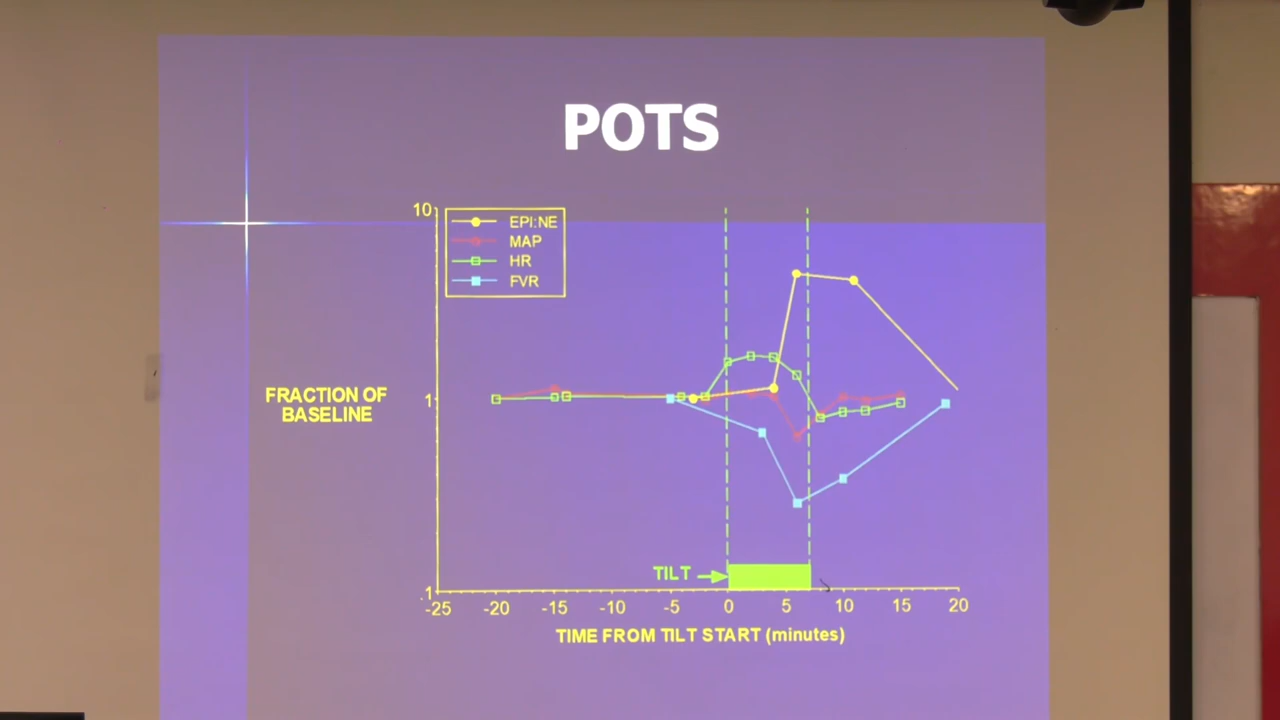 POTS
10
EPI:NE
MAP
HR
FVR
FRACTION OF
BASELINE
1
TILT
.1
-25 -20 -15 -10 -5 0 5 10 15 20
TIME FROM TILT START (minutes)